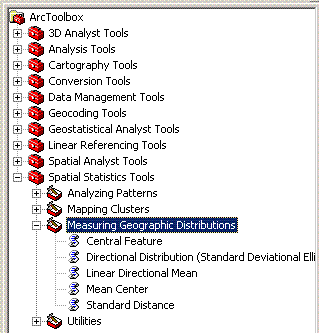 ArcToolbox
3D Analyst Tools
Analysis Tools
Cartography Tools
Conversion Tools
Data Management Tools
Geocoding Tools
Geostatistical Analyst Tools
Linear Referencing Tools
Spatial Analyst Tools
Spatial Statistics Tools
Analyzing Patterns
Mapping Clusters
Measuring Geographic Distributions
Central Feature
Directional Distribution (Standard Deviational Elli
Linear Directional Mean
Mean Center
Standard Distance
Utilities